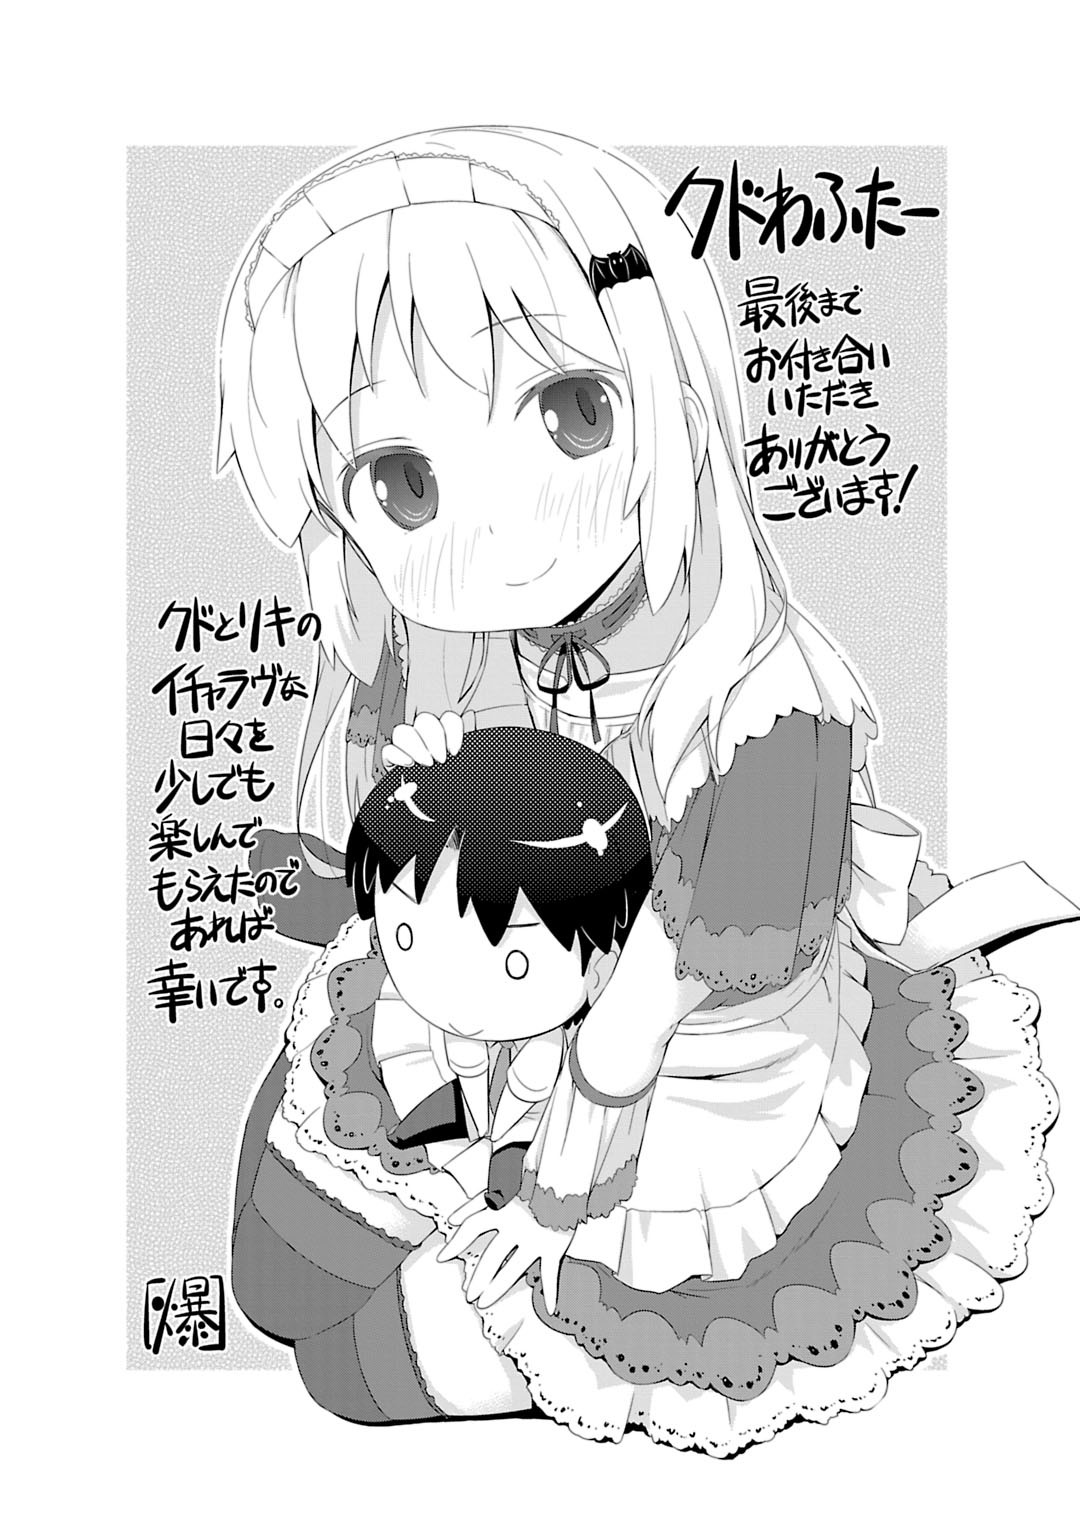 クドわふたー
最後まで
お付き合い
いただき
ありがとう
ございます!
クドとリキの
イチャラヴな
日々を
少しでも
楽しんで
もらえたので
あれば
幸いです。
[爆]